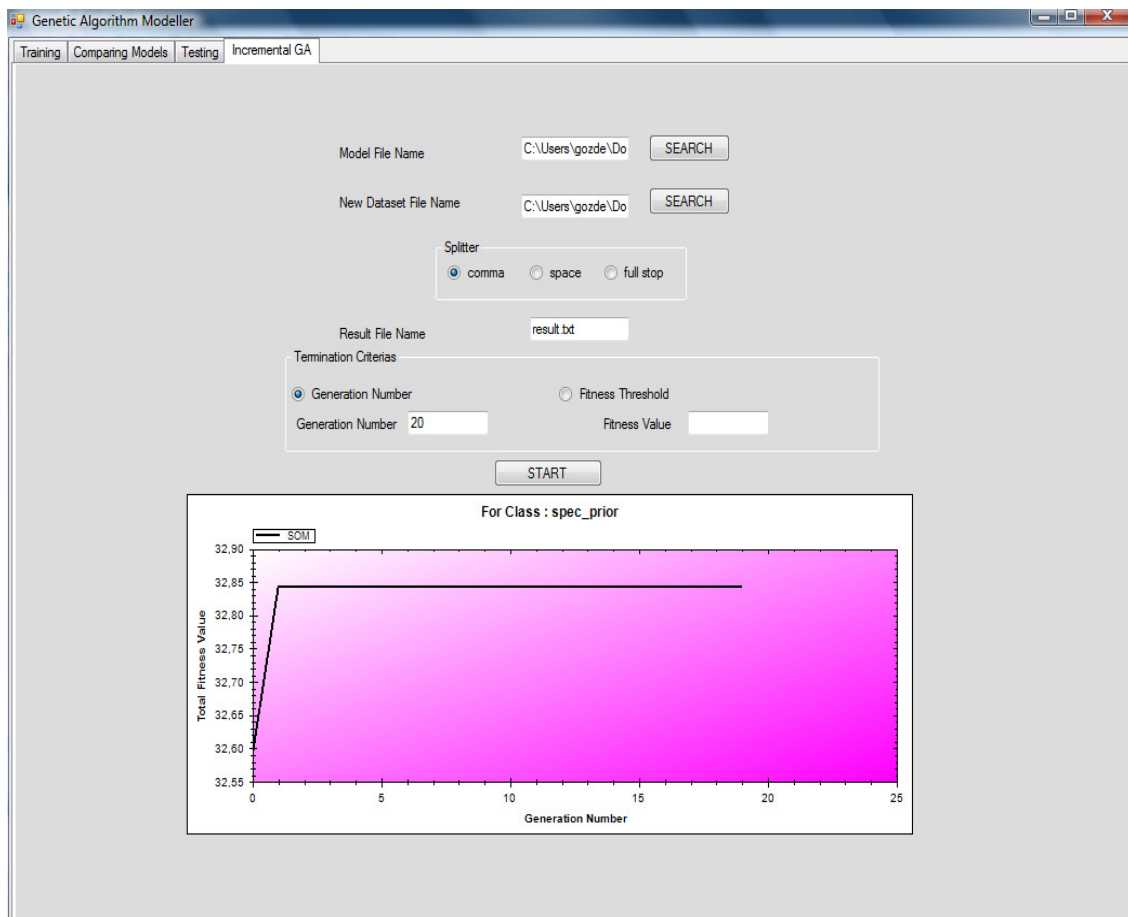 Genetic Algorithm Modeller
Training Comparing Models Testing Incremental GA
Model File Name C:\Users\gozde\Do SEARCH
New Dataset File Name C:\Users\gozde\Do SEARCH
Splitter
comma space full stop
Result File Name result.txt
Termination Criterias
Generation Number Fitness Threshold
Generation Number 20 Fitness Value
START
For Class : spec_prior
SOM
Total Fitness Value
32,90
32,85
32,80
32,75
32,70
32,65
32,60
32,55
0 5 10 15 20 25
Generation Number